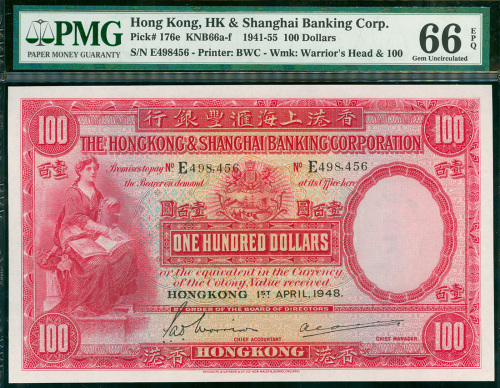 PMG
PAPER MONEY GUARANTY
Hong Kong, HK & Shanghai Banking Corp.
Pick# 176e KNB66a-f 1941-55 100 Dollars
S/N E498456 - Printer: BWC - Wmk: Warrior's Head & 100
66 EPQ
Gem Uncirculated
100 行銀豐滙海上港香 100
THE HONGKONG & SHANGHAI BANKING CORPORATION
Promises to pay No E498,456 No E498,456
the Bearer on demand at its Office here
百壹 百壹
圓百壹 圓百壹
ONE HUNDRED DOLLARS
or the equivalent in the Currency
of the Colony, Value received.
HONGKONG 1ST APRIL, 1948.
BY ORDER OF THE BOARD OF DIRECTORS
CHIEF ACCOUNTANT CHIEF MANAGER
100 港香 HONGKONG 港香 100